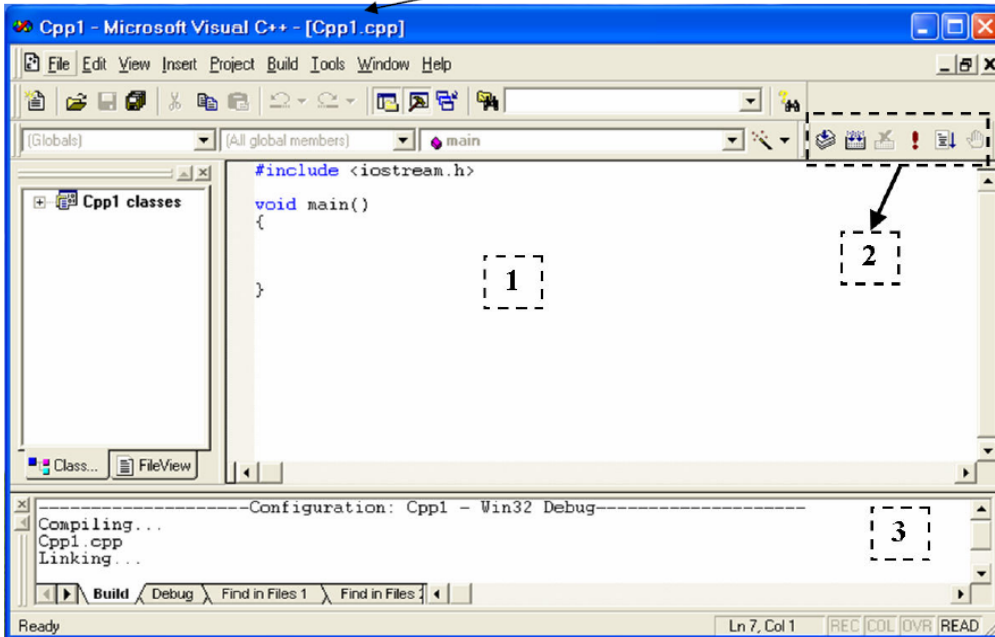 Cpp1 - Microsoft Visual C++ - [Cpp1.cpp]
File Edit View Insert Project Build Tools Window Help
(Globals) (All global members) main
Cpp1 classes
#include <iostream.h>
void main()
{
}
1
2
Class... FileView
--------------------Configuration: Cpp1 - Win32 Debug--------------------
Compiling...
Cpp1.cpp
Linking...
3
Build Debug Find in Files 1 Find in Files 2
Ready Ln 7, Col 1 REC COL OVR READ